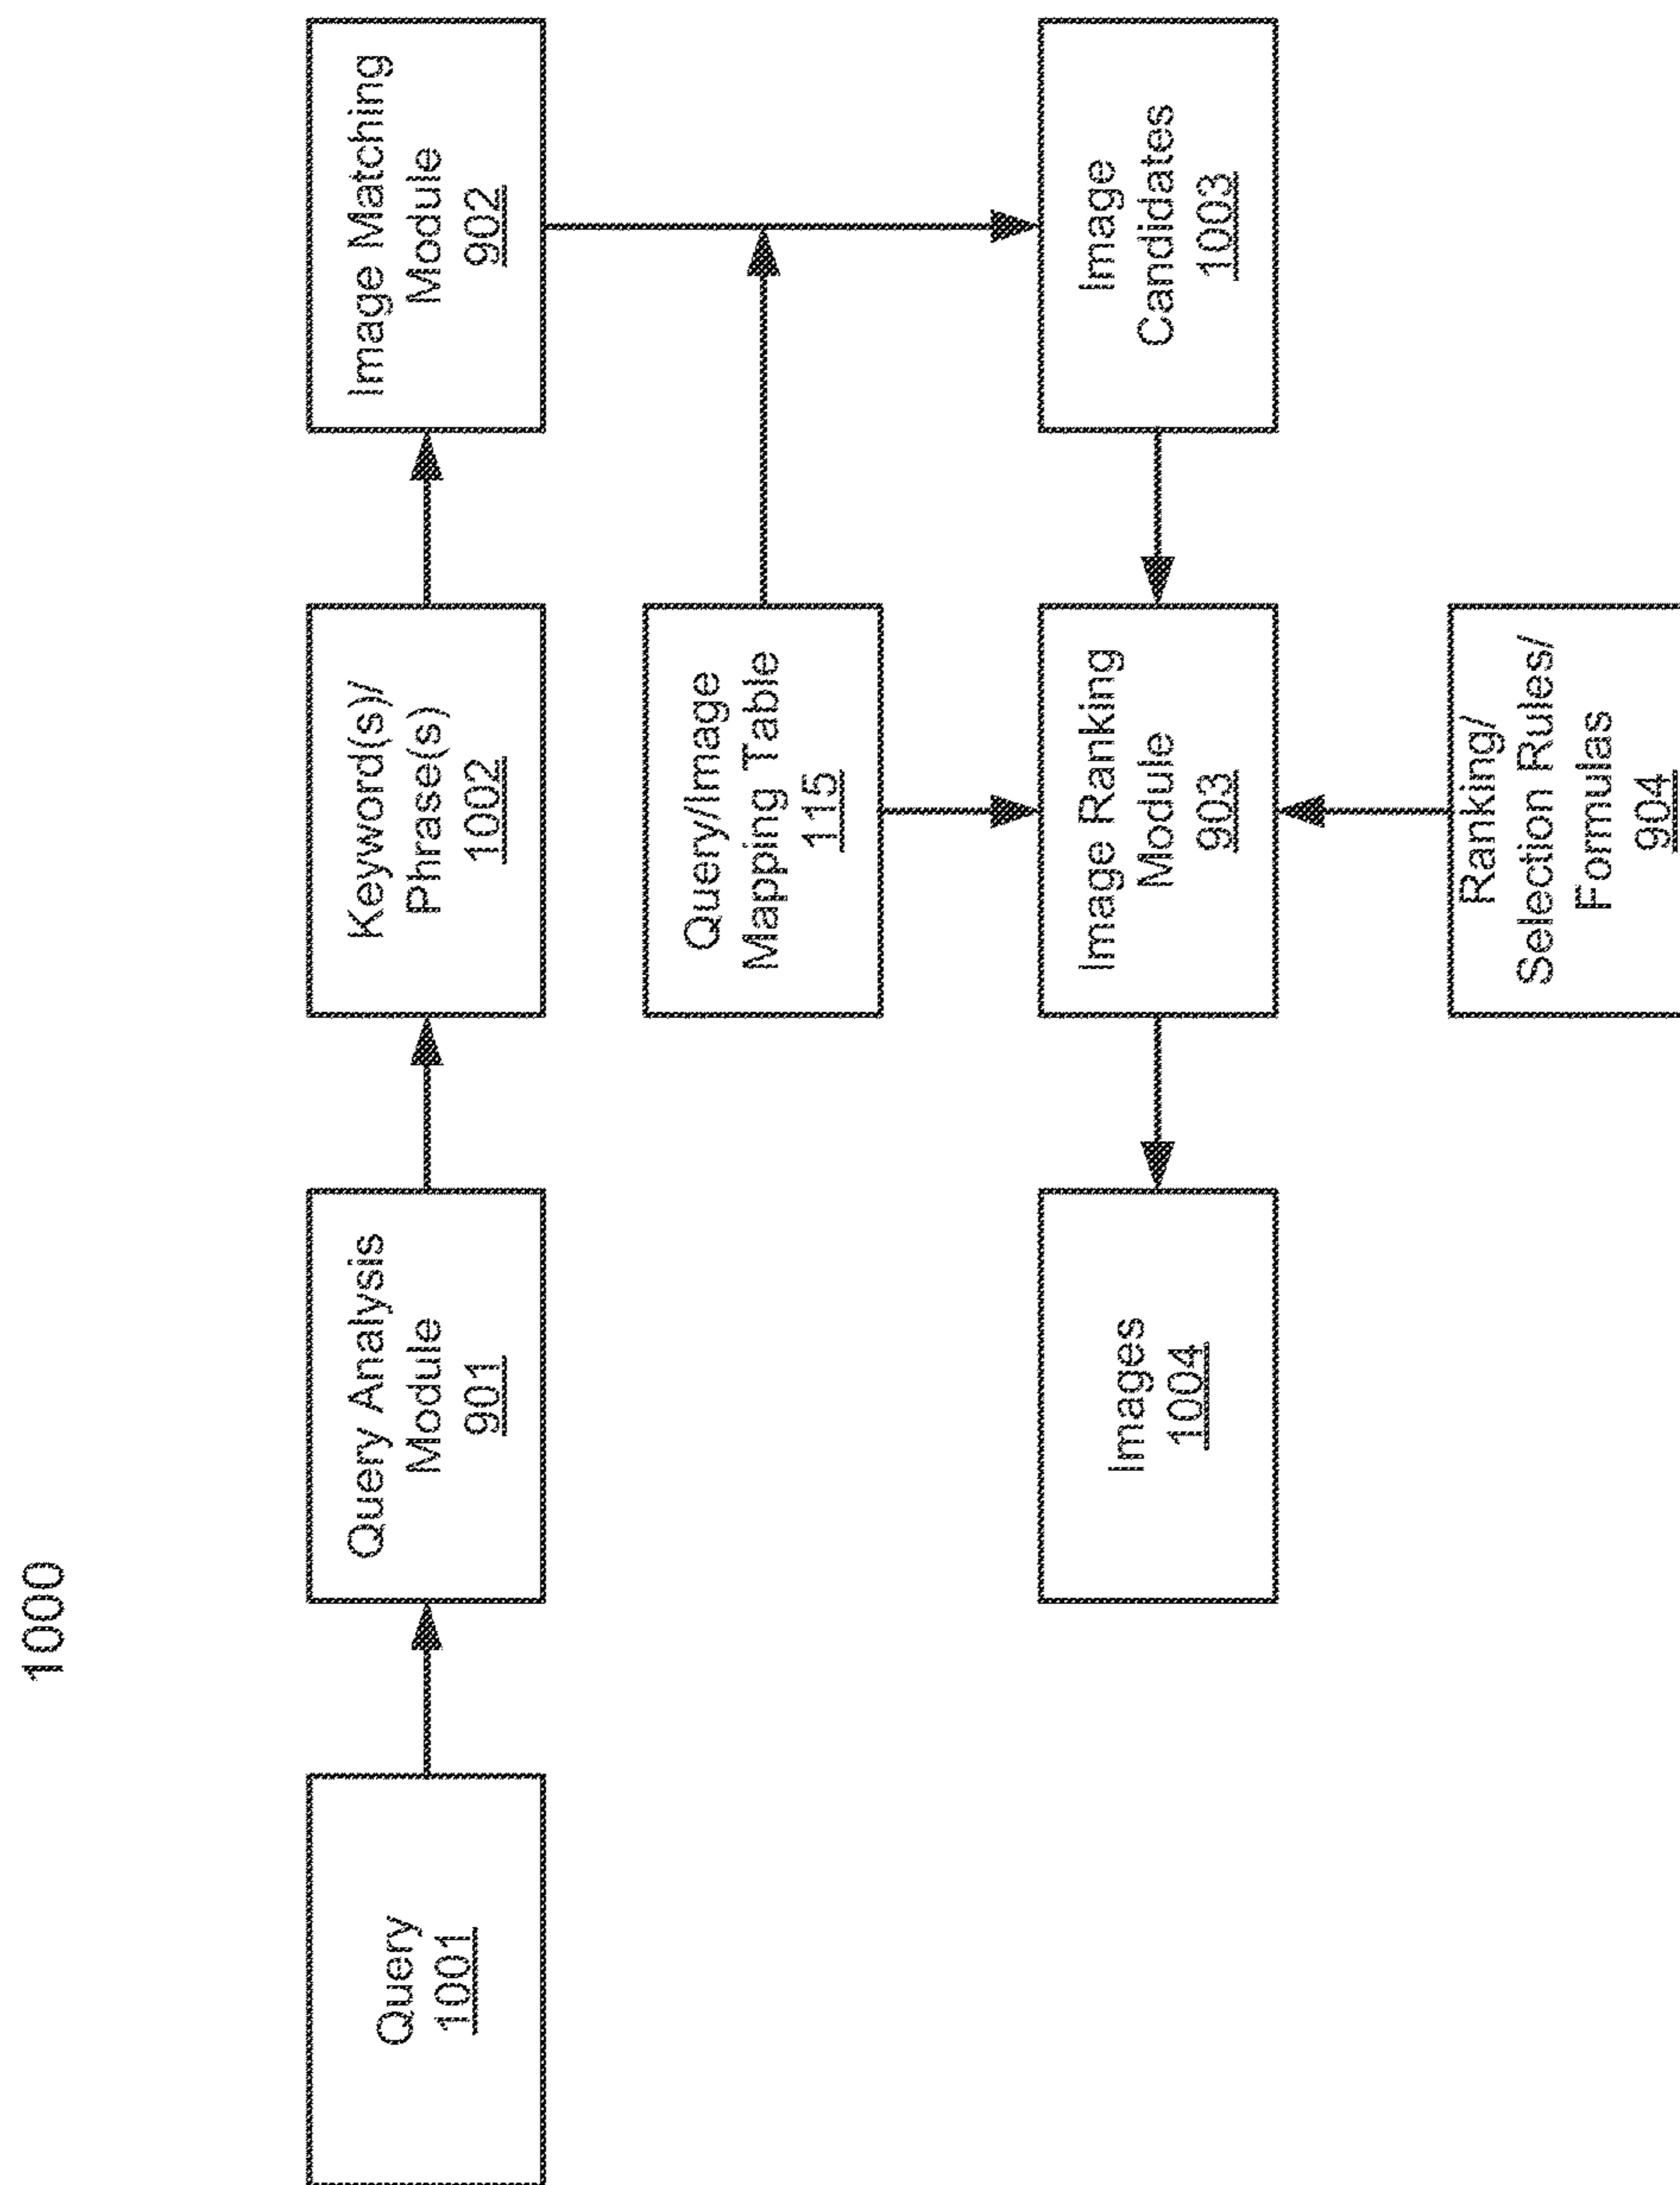 1000
Query
1001
Query Analysis
Module
901
Keyword(s)/
Phrase(s)
1002
Image Matching
Module
902
Query/Image
Mapping Table
115
Images
1004
Image Ranking
Module
903
Image
Candidates
1003
Ranking/
Selection Rules/
Formulas
904